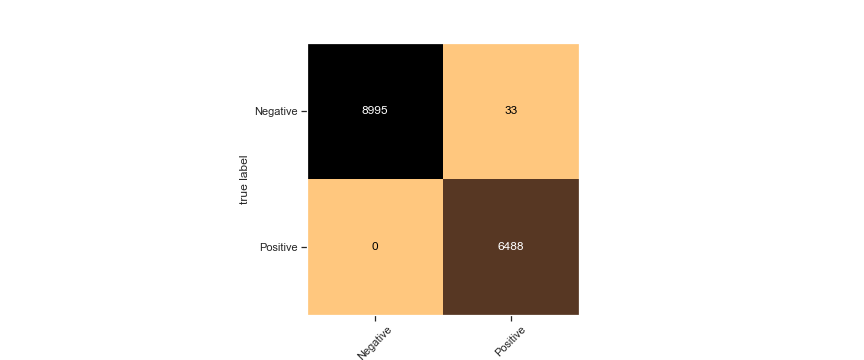 Negative
8995
33
true label
Positive
0
6488
Negative
Positive